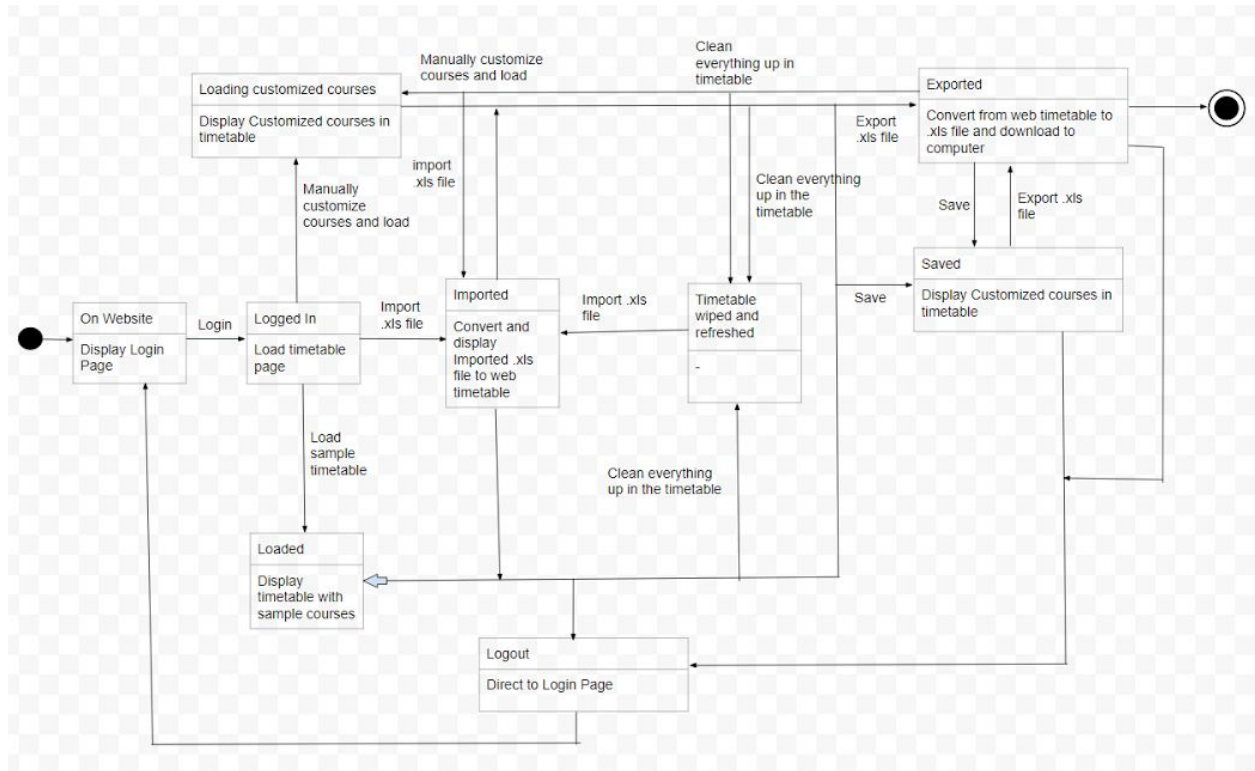 Clean
everything up in
timetable
Manually customize
courses and load
Loading customized courses
Display Customized courses in
timetable
Exported
Convert from web timetable to
.xls file and download to
computer
Export
.xls file
import
.xls file
Clean everything
up in the
timetable
Manually
customize
courses and load
Save
Export .xls
file
Saved
Display Customized courses in
timetable
Save
On Website
Display Login
Page
Login
Logged In
Load timetable
page
Import
.xls file
Imported
Convert and
display
Imported .xls
file to web
timetable
Import .xls
file
Timetable
wiped and
refreshed
-
Load
sample
timetable
Clean everything
up in the timetable
Loaded
Display
timetable with
sample courses
Logout
Direct to Login Page